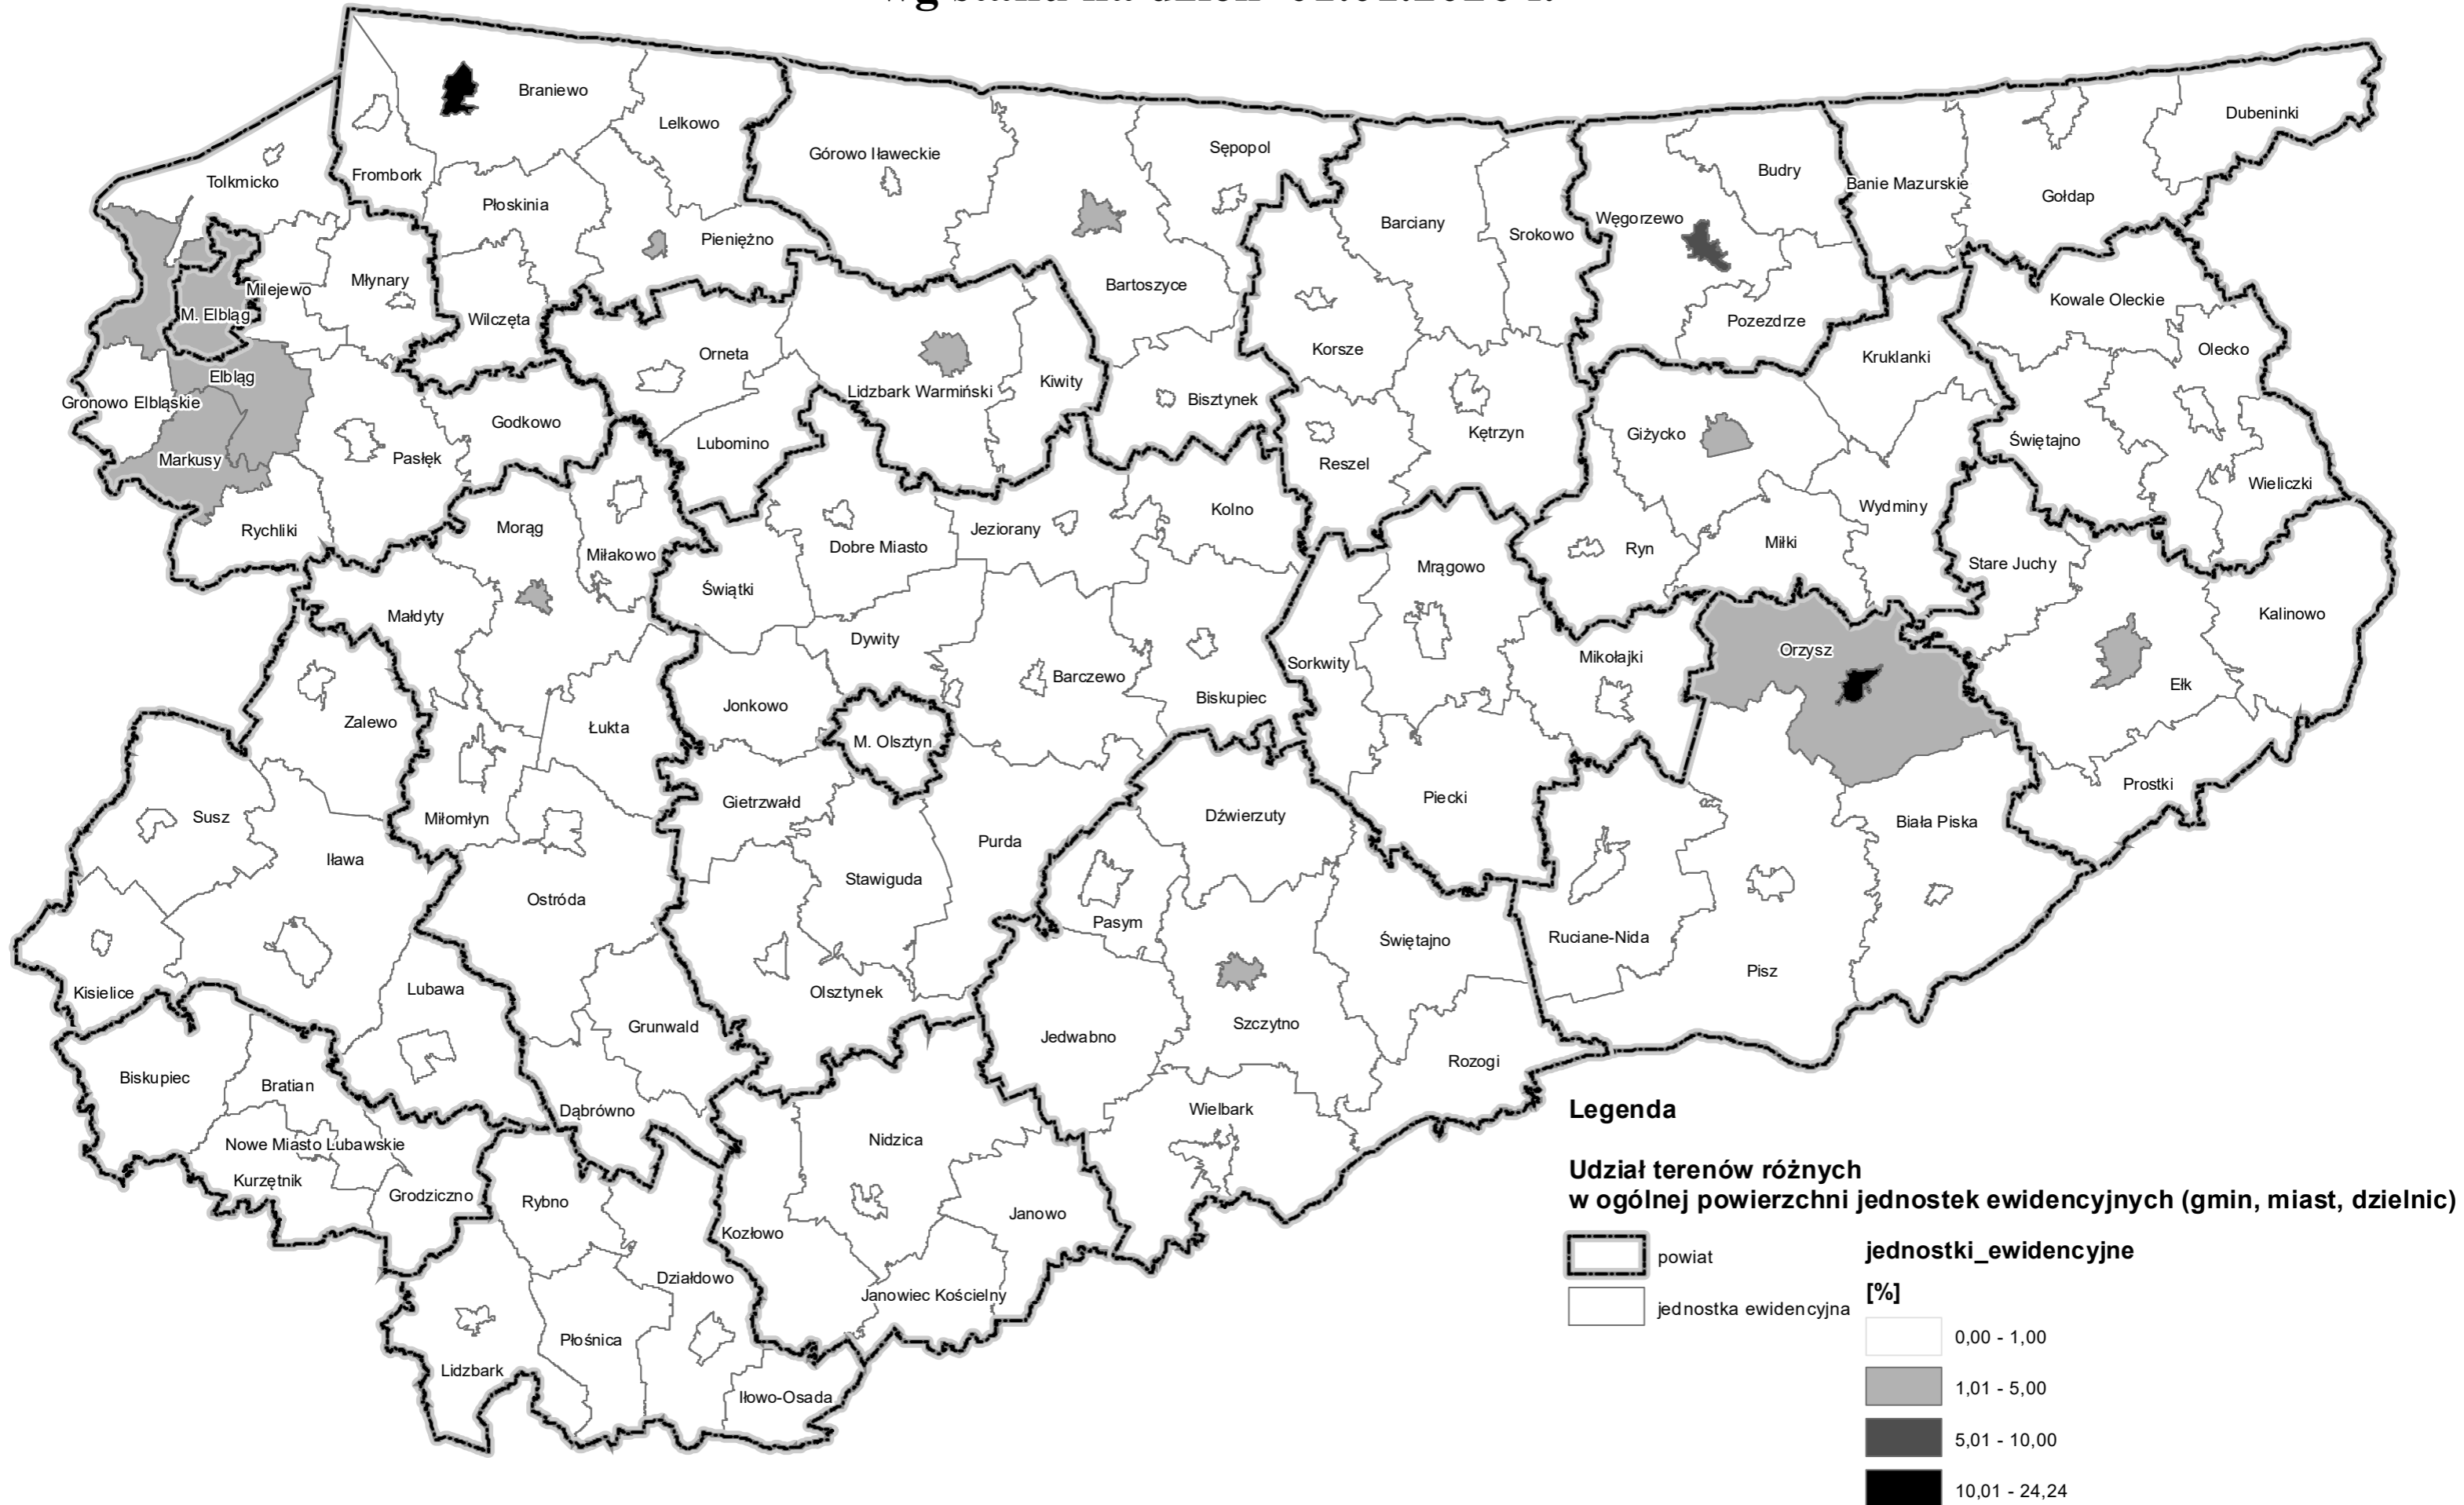 Braniewo
Lelkowo
Dubeninki
Górowo Iławeckie
Sępopol
Tolkmicko
Frombork
Budry
Banie Mazurskie
Gołdap
Płoskinia
Węgorzewo
Barciany
Srokowo
Pieniężno
Młynary
Milejewo
Bartoszyce
Kowale Oleckie
M. Elbląg
Wilczęta
Pozezdrze
Orneta
Korsze
Kruklanki
Olecko
Elbląg
Kiwity
Lidzbark Warmiński
Bisztynek
Gronowo Elbląskie
Godkowo
Kętrzyn
Giżycko
Świętajno
Lubomino
Markusy
Pasłęk
Reszel
Wieliczki
Rychliki
Morąg
Kolno
Wydminy
Jeziorany
Miłakowo
Dobre Miasto
Ryn
Miłki
Stare Juchy
Mrągowo
Świątki
Małdyty
Kalinowo
Dywity
Orzysz
Mikołajki
Sorkwity
Barczewo
Ełk
Biskupiec
Jonkowo
Zalewo
Łukta
M. Olsztyn
Prostki
Gietrzwałd
Piecki
Susz
Miłomłyn
Dźwierzuty
Biała Piska
Purda
Iława
Stawiguda
Ostróda
Pasym
Ruciane-Nida
Świętajno
Pisz
Kisielice
Lubawa
Olsztynek
Grunwald
Szczytno
Jedwabno
Rozogi
Biskupiec
Bratian
Dąbrówno
Wielbark
Nidzica
Nowe Miasto Lubawskie
Kurzętnik
Grodziczno
Rybno
Janowo
Kozłowo
Działdowo
Janowiec Kościelny
Płośnica
Lidzbark
Iłowo-Osada
Legenda
Udział terenów różnych
w ogólnej powierzchni jednostek ewidencyjnych (gmin, miast, dzielnic)
powiat
jednostka ewidencyjna
jednostki_ewidencyjne
[%]
0,00 - 1,00
1,01 - 5,00
5,01 - 10,00
10,01 - 24,24